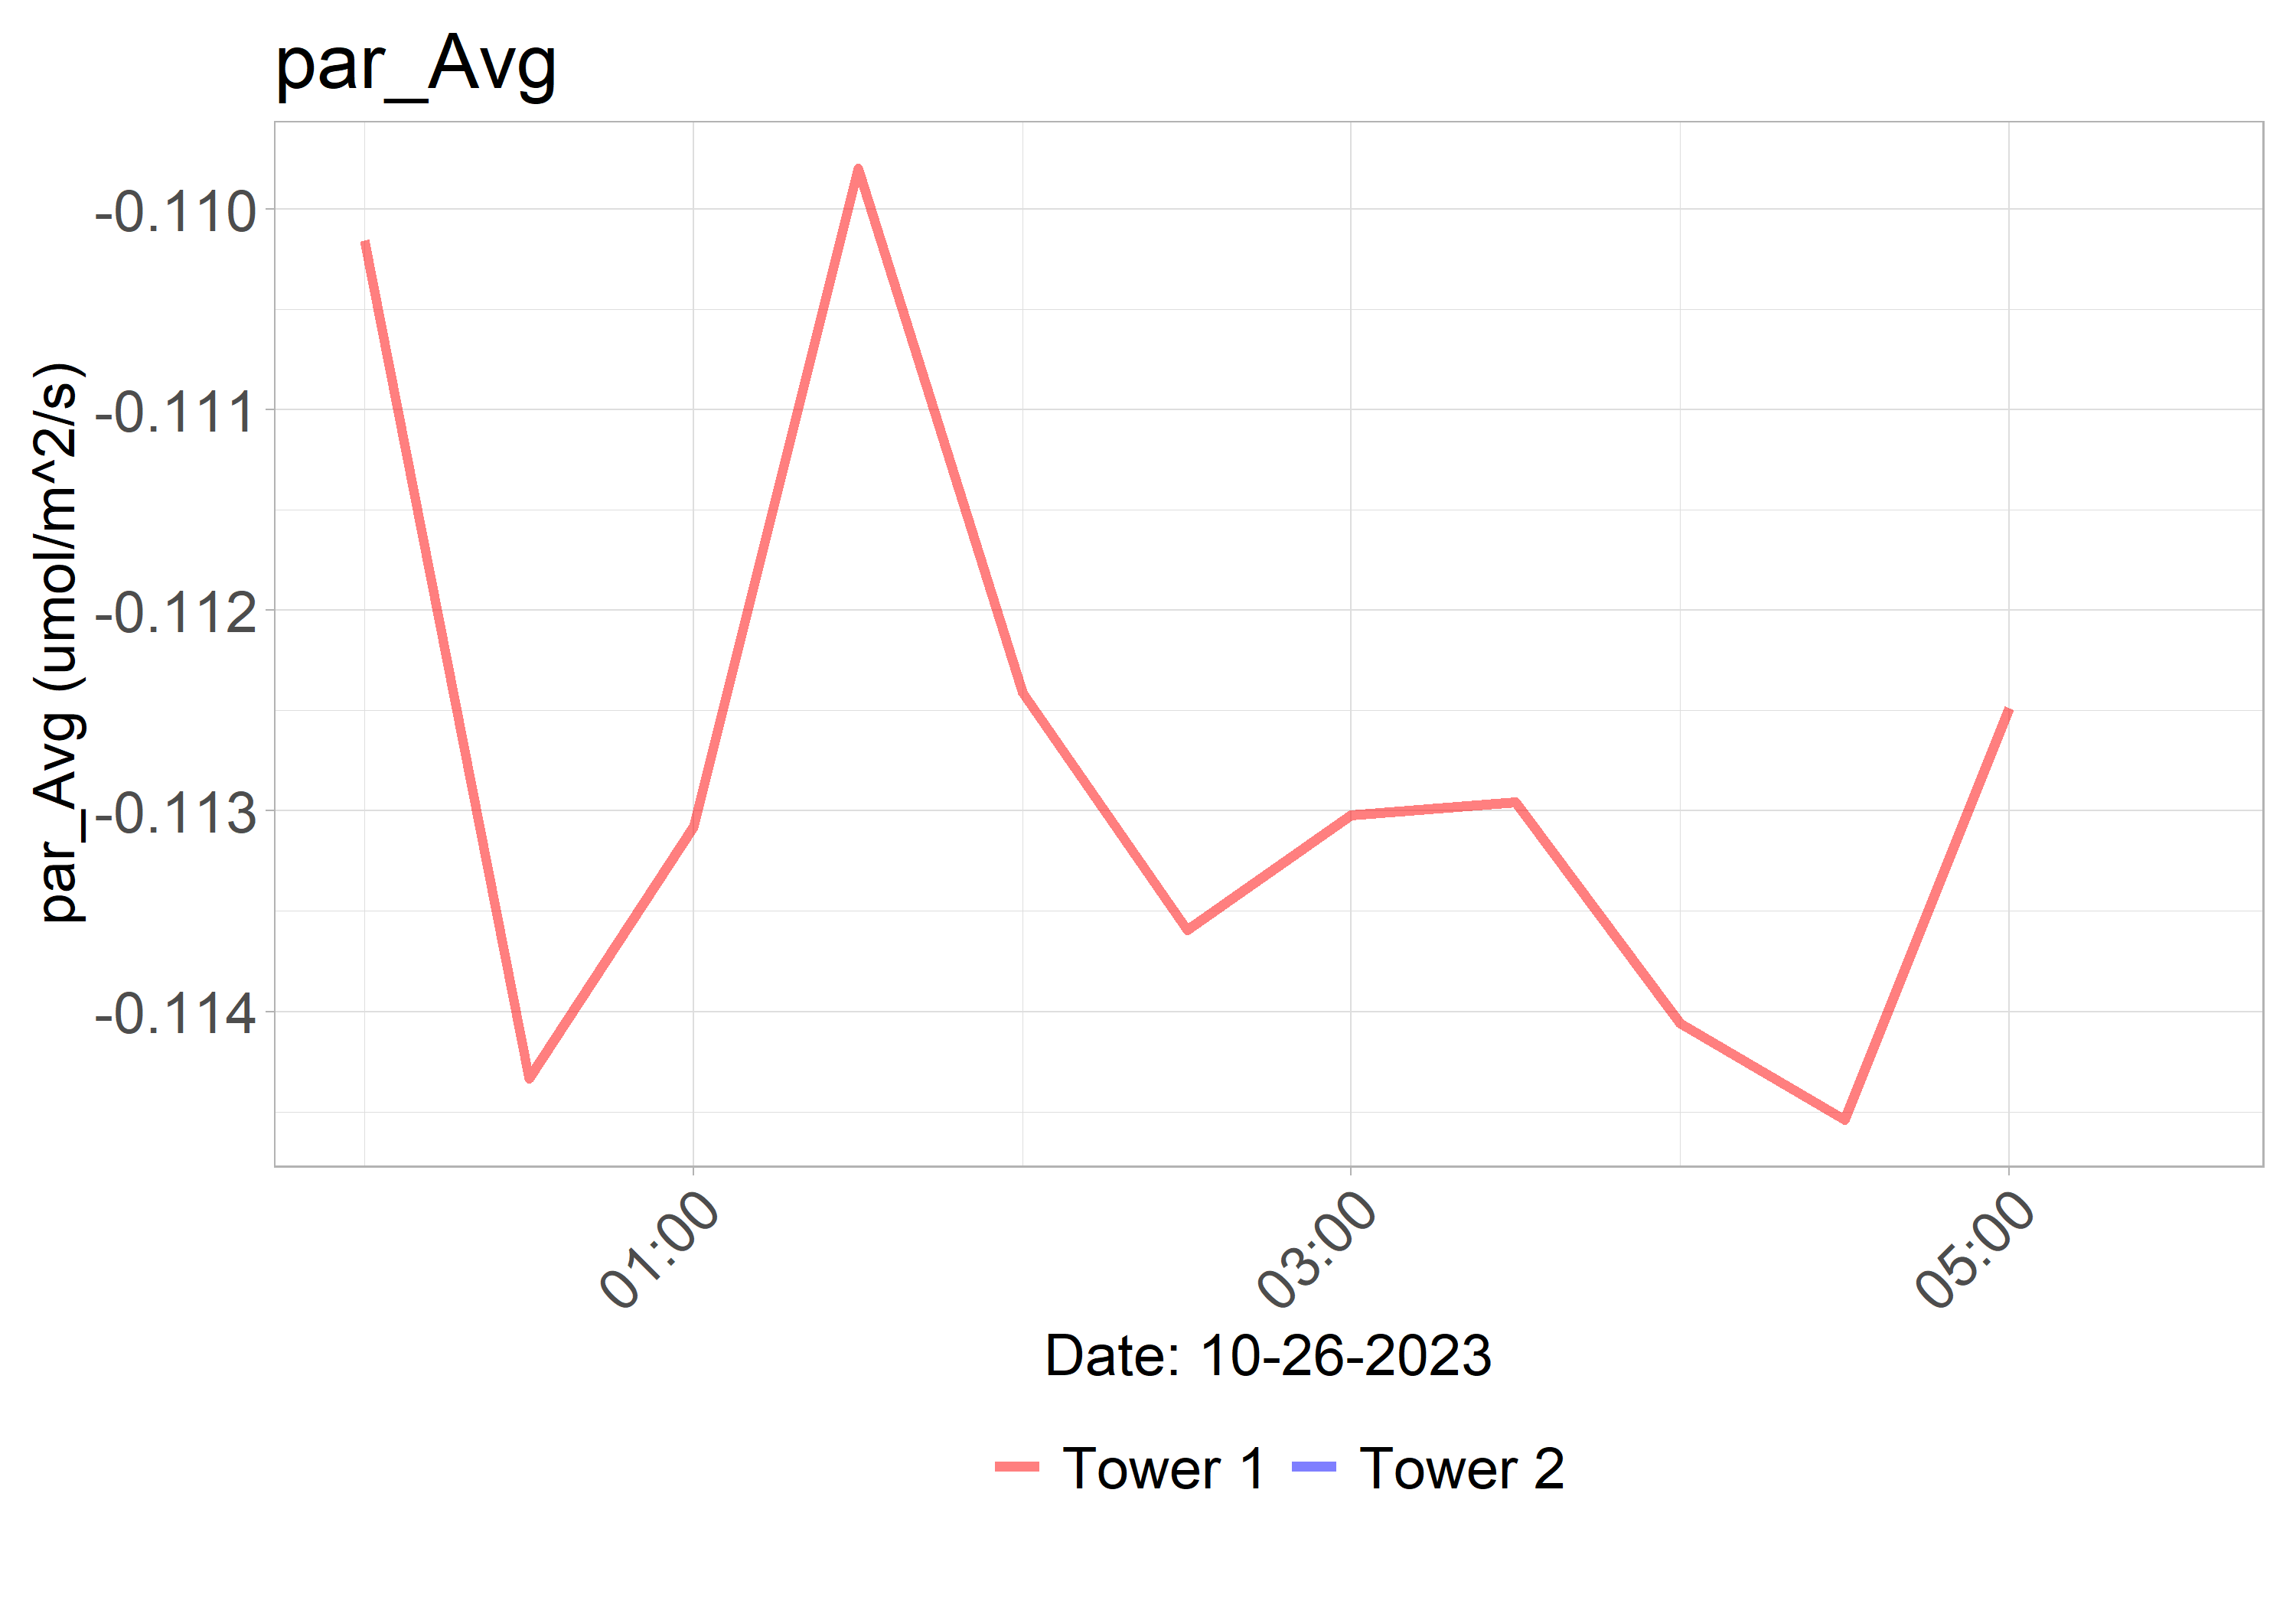 par_Avg
par_Avg (umol/m^2/s)
-0.110
-0.111
-0.112
-0.113
-0.114
01:00
03:00
05:00
Date: 10-26-2023
Tower 1
Tower 2